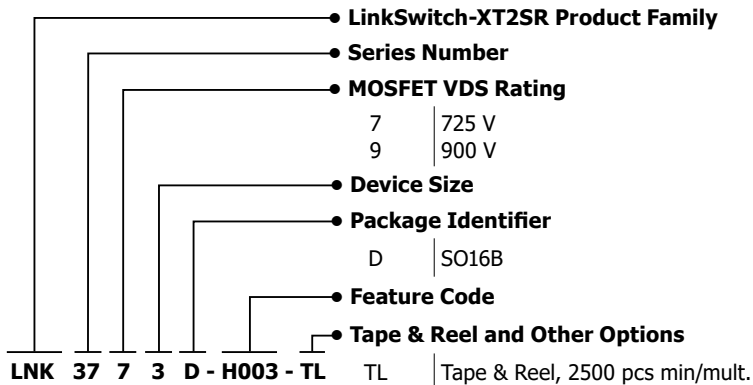 LinkSwitch-XT2SR Product Family
Series Number
MOSFET VDS Rating
7 725 V
9 900 V
Device Size
Package Identifier
D SO16B
Feature Code
Tape & Reel and Other Options
LNK 37 7 3 D - H003 - TL TL Tape & Reel, 2500 pcs min/mult.